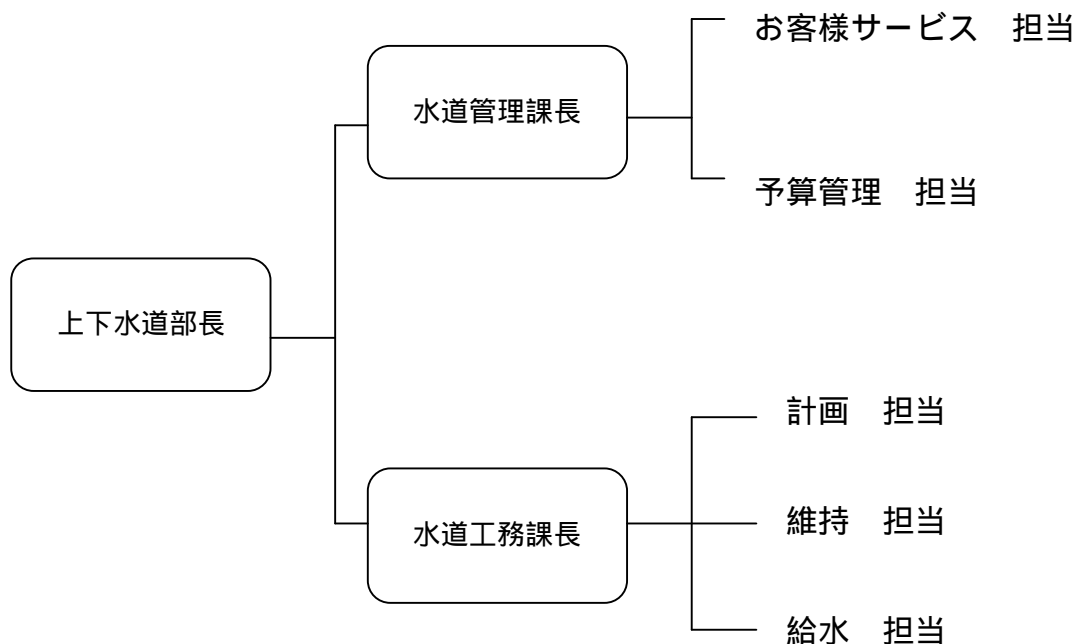 お客様サービス　担当
水道管理課長
予算管理　担当
上下水道部長
計画　担当
水道工務課長
維持　担当
給水　担当